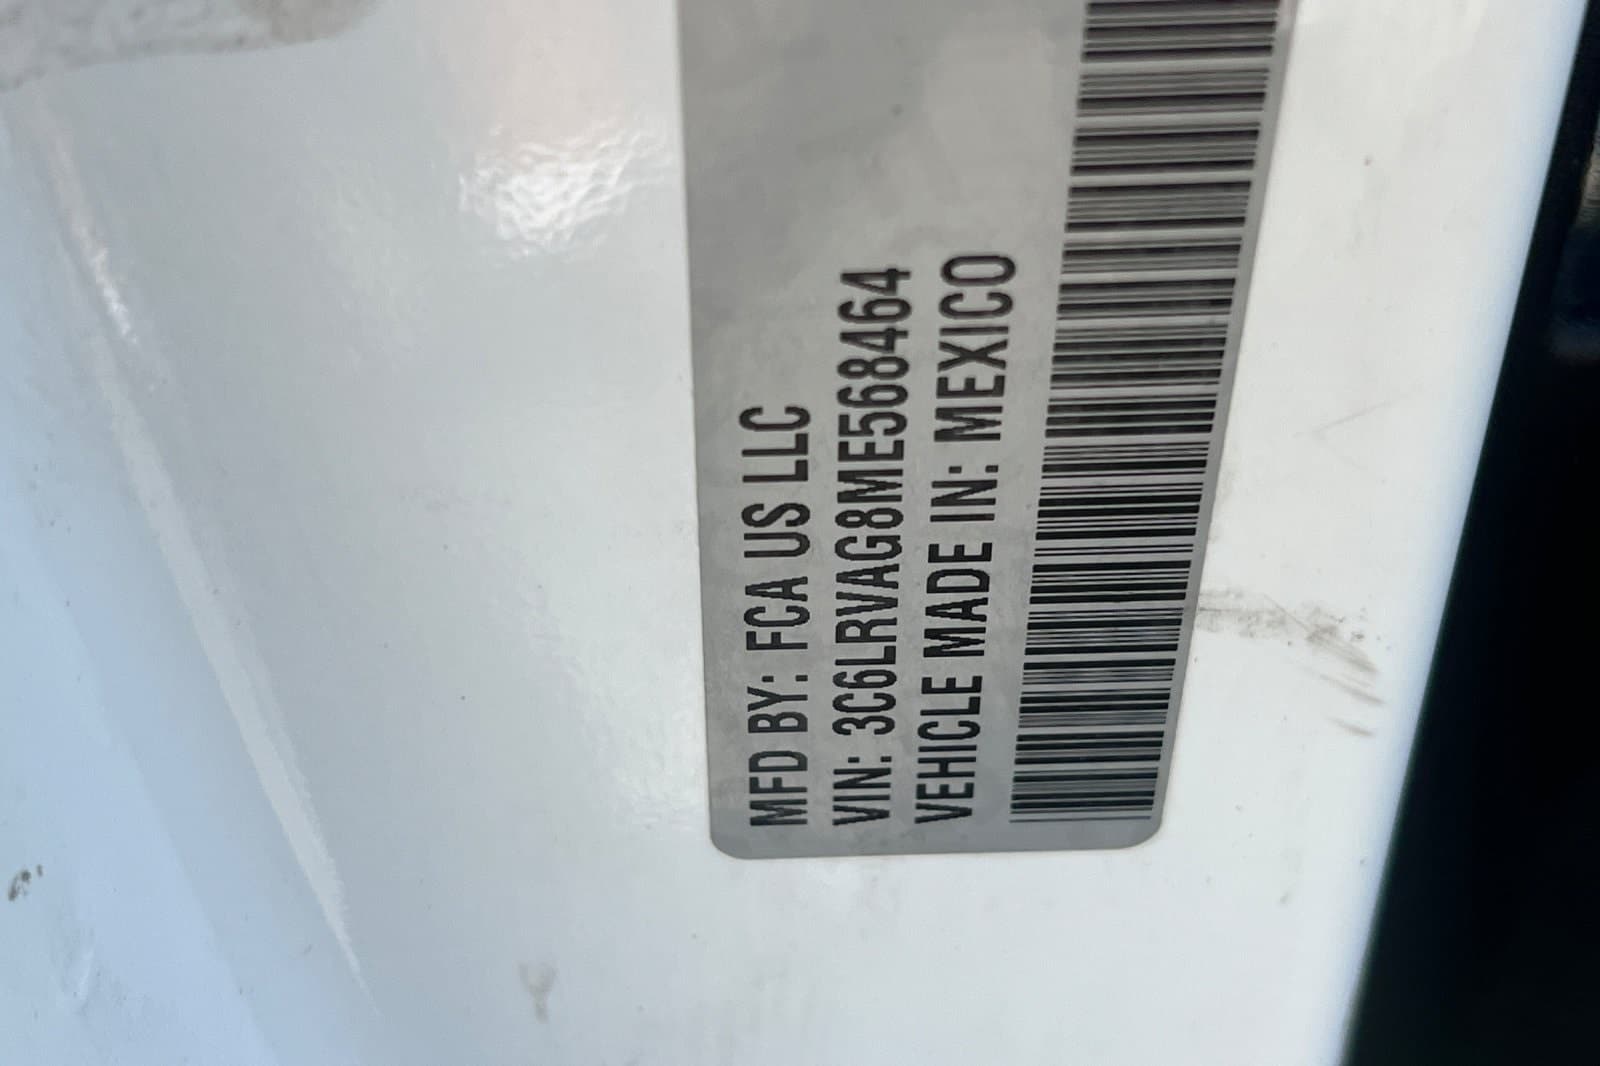 MFD BY: FCA US LLC
VIN: 3C6LRVAG8ME568464
VEHICLE MADE IN: MEXICO